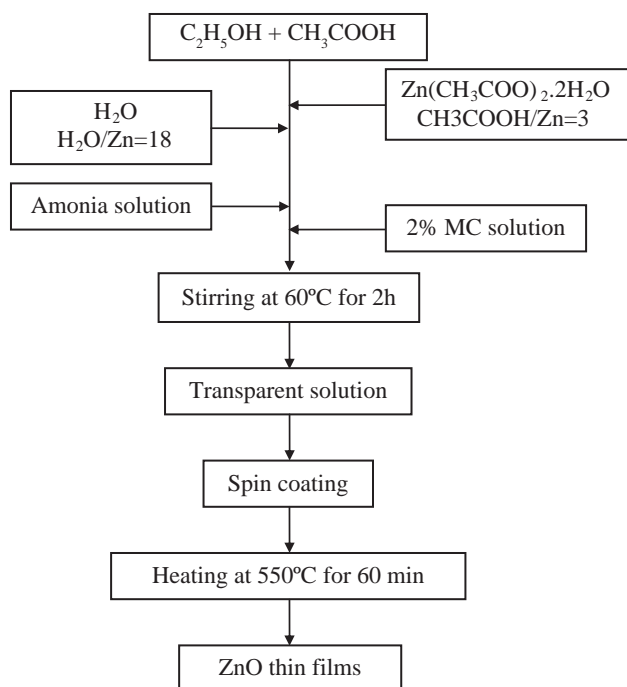 C₂H₅OH + CH₃COOH
Zn(CH₃COO)₂.2H₂O
CH3COOH/Zn=3
H₂O
H₂O/Zn=18
Amonia solution
2% MC solution
Stirring at 60ºC for 2h
Transparent solution
Spin coating
Heating at 550ºC for 60 min
ZnO thin films